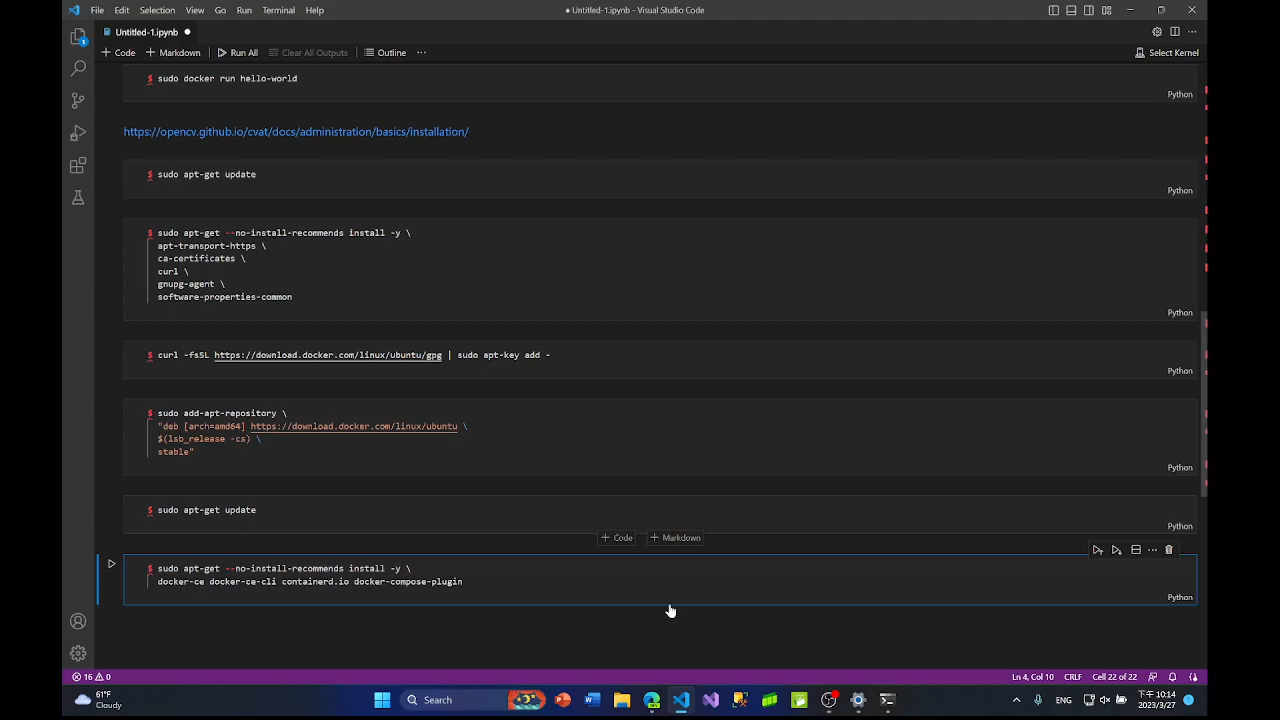 File Edit Selection View Go Run Terminal Help
● Untitled-1.ipynb - Visual Studio Code
Untitled-1.ipynb ●
+ Code + Markdown Run All Clear All Outputs ··· Outline ···
Select Kernel
$ sudo docker run hello-world
Python
https://opencv.github.io/cvat/docs/administration/basics/installation/
$ sudo apt-get update
Python
$ sudo apt-get --no-install-recommends install -y \
apt-transport-https \
ca-certificates \
curl \
gnupg-agent \
software-properties-common
Python
$ curl -fsSL https://download.docker.com/linux/ubuntu/gpg | sudo apt-key add -
Python
$ sudo add-apt-repository \
"deb [arch=amd64] https://download.docker.com/linux/ubuntu \
$(lsb_release -cs) \
stable"
Python
$ sudo apt-get update
Python
+ Code + Markdown
$ sudo apt-get --no-install-recommends install -y \
docker-ce docker-ce-cli containerd.io docker-compose-plugin
Python
16 0
Ln 4, Col 10 CRLF Cell 22 of 22
61°F
Cloudy
Search
ENG
下午 10:14
2023/3/27